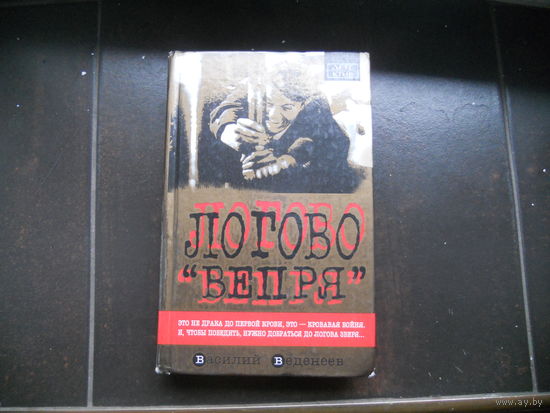 ЛОГОВО
"ВЕПРЯ"
ЭТО НЕ ДРАКА ДО ПЕРВОЙ КРОВИ, ЭТО — КРОВАВАЯ БОЙНЯ.
И, ЧТОБЫ ПОБЕДИТЬ, НУЖНО ДОБРАТЬСЯ ДО ЛОГОВА ЗВЕРЯ...
Василий Веденеев
www.ay.by